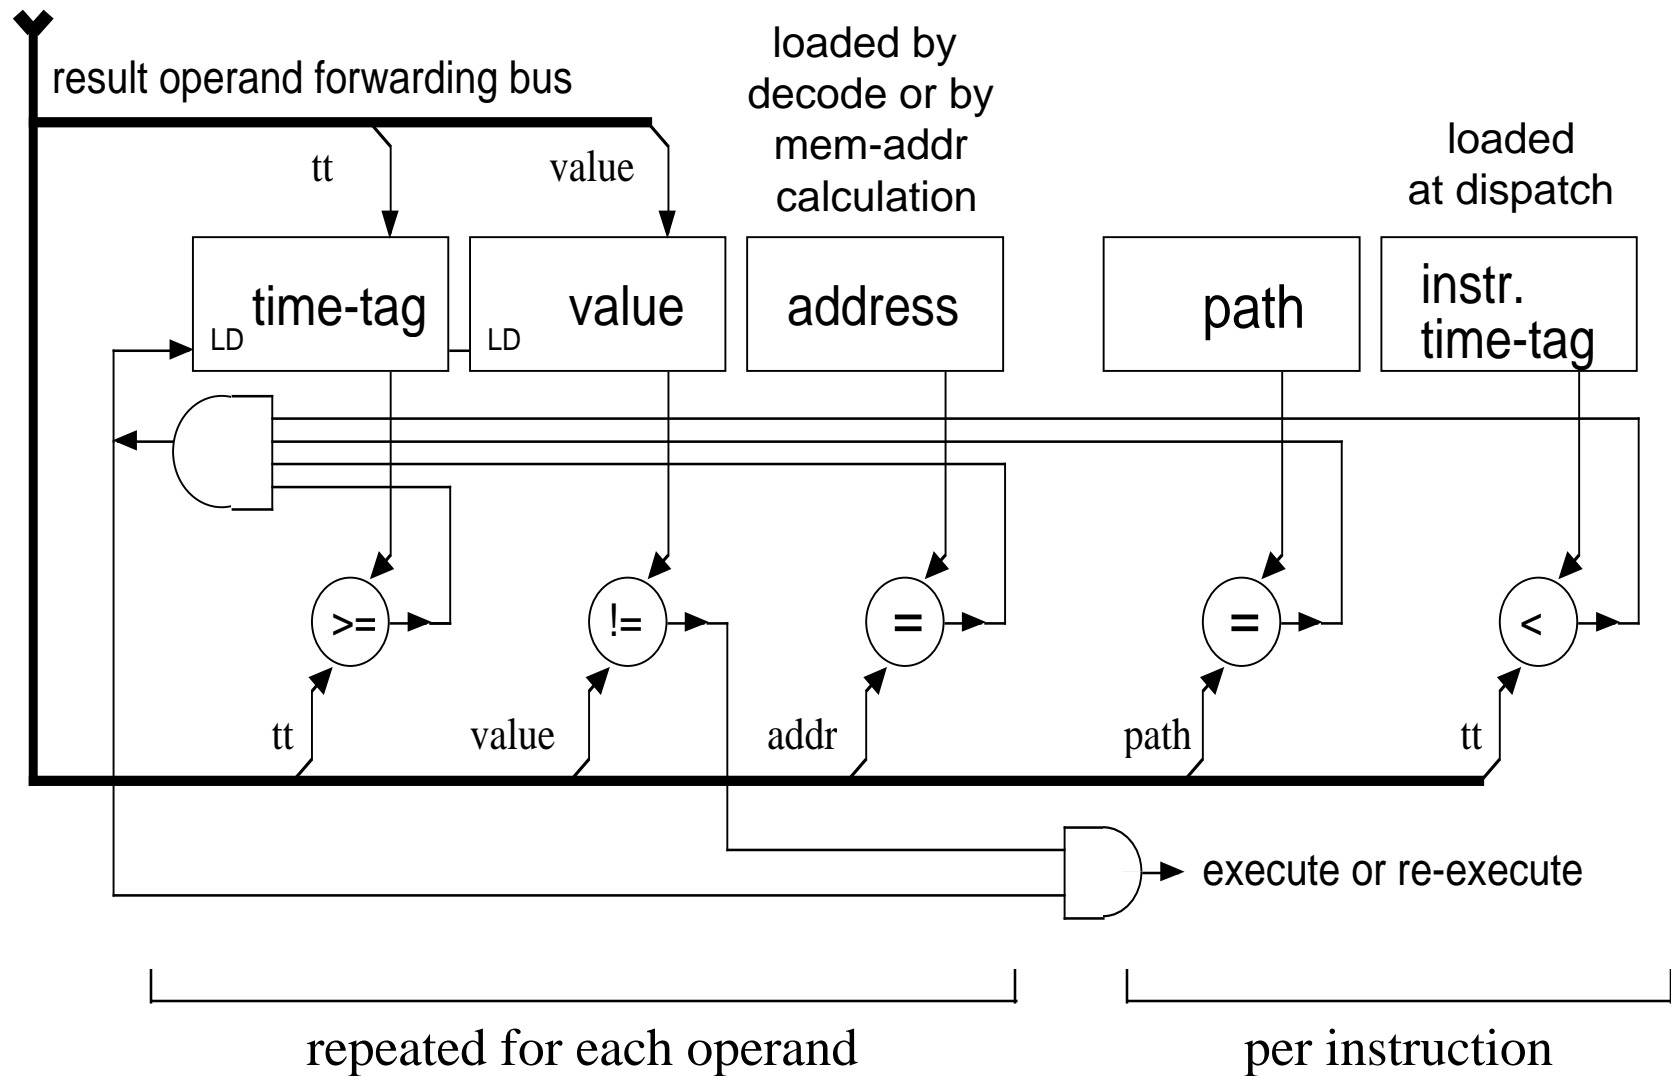 result operand forwarding bus
loaded by
decode or by
mem-addr
calculation
loaded
at dispatch
tt
value
time-tag
LD
value
LD
address
path
instr.
time-tag
>=
!=
=
=
<
tt
value
addr
path
tt
execute or re-execute
repeated for each operand
per instruction